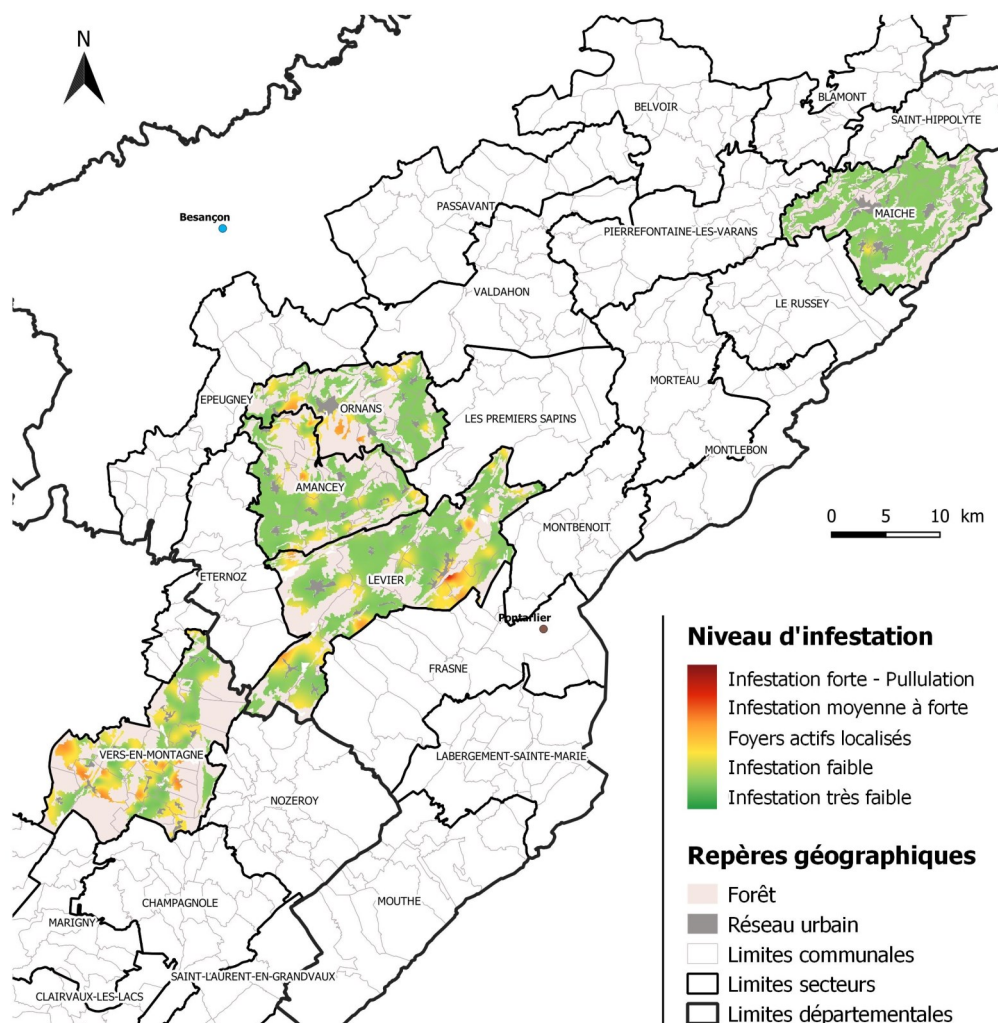 N
BELVOIR
BLAMONT
SAINT-HIPPOLYTE
Besançon
PASSAVANT
MAICHE
PIERREFONTAINE-LES-VARANS
VALDAHON
LE RUSSEY
EPEUGNEY
ORNANS
MORTEAU
LES PREMIERS SAPINS
MONTLEBON
AMANCEY
MONTBENOIT
0 10 km
ETERNOZ
LEVIER
Pontarlier
FRASNE
VERS-EN-MONTAGNE
LABERGEMENT-SAINTE-MARIE
NOZEROY
CHAMPAGNOLE
MOUTHE
MARIGNY
SAINT-LAURENT-EN-GRANDVAUX
CLAIRVAUX-LES-LACS
Niveau d'infestation
Infestation forte - Pullulation
Infestation moyenne à forte
Foyers actifs localisés
Infestation faible
Infestation très faible
Repères géographiques
Forêt
Réseau urbain
Limites communales
Limites secteurs
Limites départementales